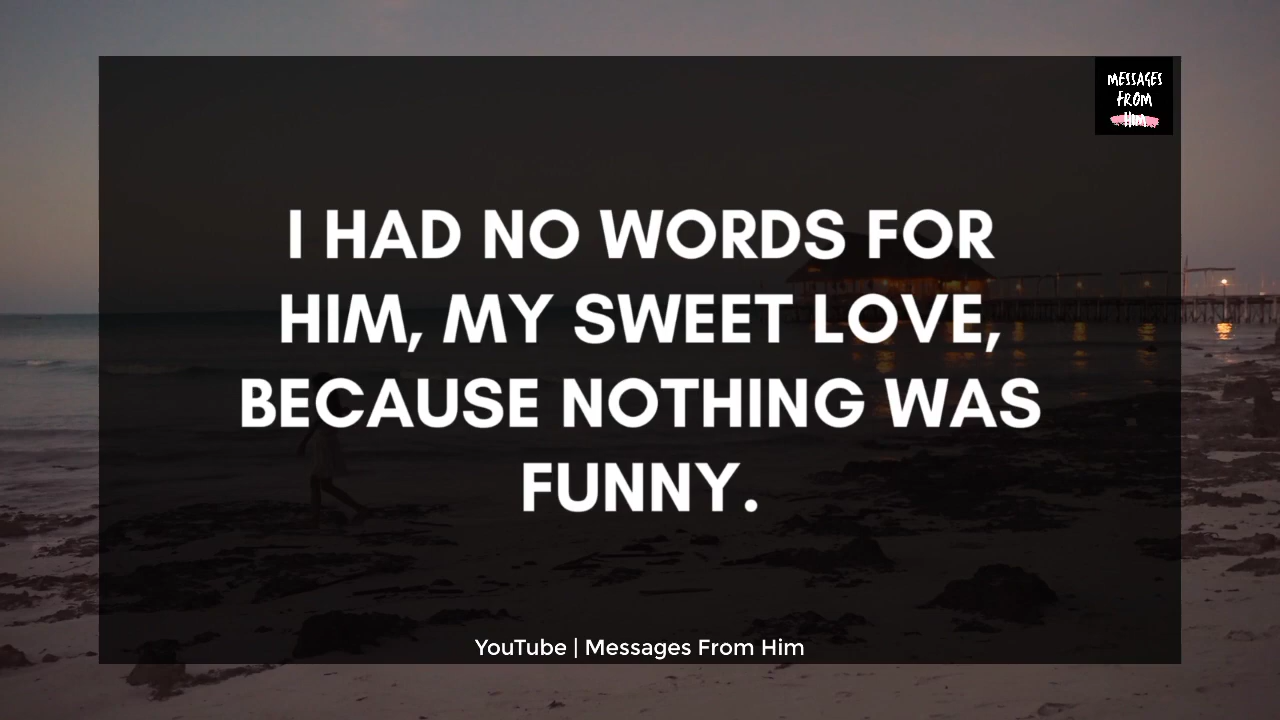 MESSAGES
FROM
Him
I HAD NO WORDS FOR
HIM, MY SWEET LOVE,
BECAUSE NOTHING WAS
FUNNY.
YouTube | Messages From Him